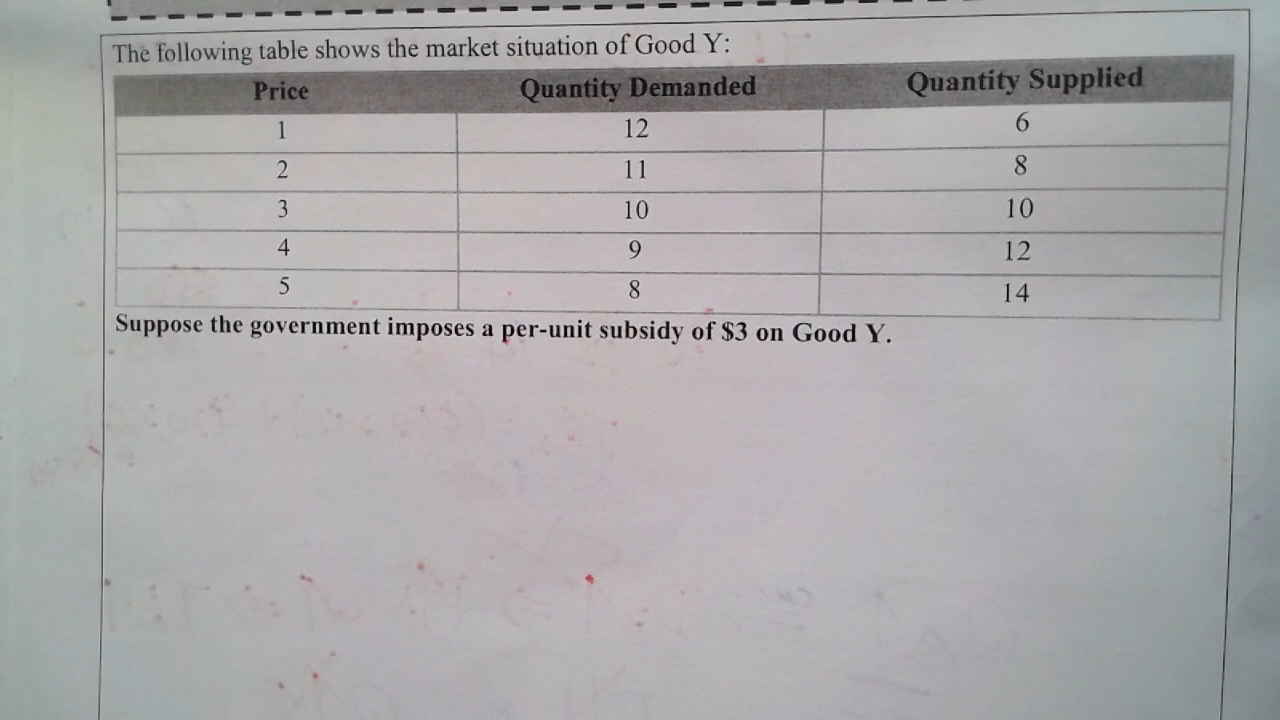 The following table shows the market situation of Good Y:
Price Quantity Demanded Quantity Supplied
1 12 6
2 11 8
3 10 10
4 9 12
5 8 14
Suppose the government imposes a per-unit subsidy of $3 on Good Y.